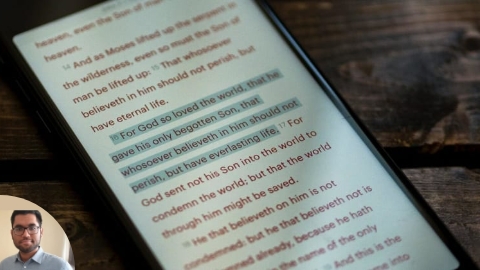 heaven, even the Son of man
heaven.
14 And as Moses lifted up the serpent in
the wilderness, even so must the Son of
man be lifted up: 15 That whosoever
believeth in him should not perish, but
have eternal life.
16 For God so loved the world, that he
gave his only begotten Son, that
whosoever believeth in him should not
perish, but have everlasting life. 17 For
God sent not his Son into the world to
condemn the world; but that the world
through him might be saved.
18 He that believeth on him is not
condemned: but he that believeth not is
condemned already, because he hath
the name of the only
And this is the
come into